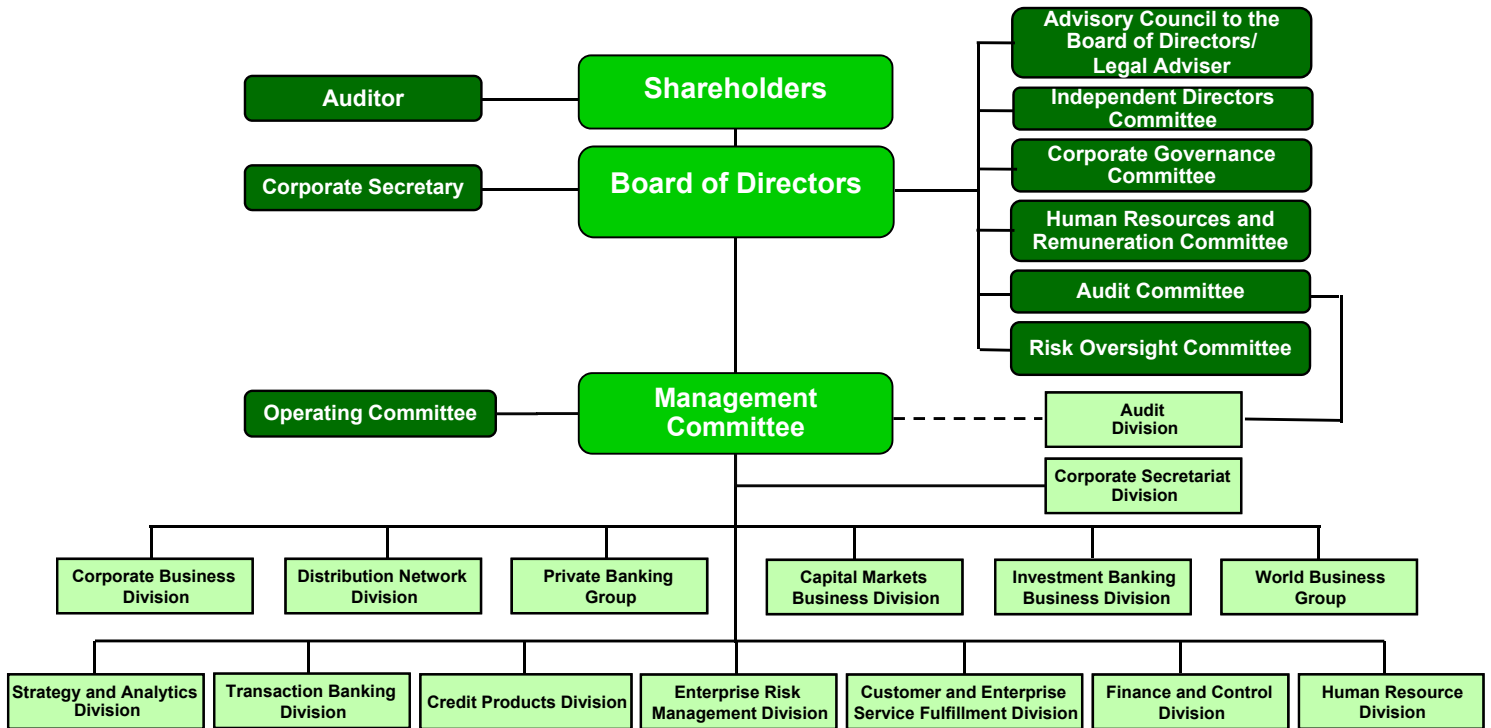 Advisory Council to the
Board of Directors/
Legal Adviser
Shareholders
Auditor
Independent Directors
Committee
Corporate Governance
Committee
Board of Directors
Corporate Secretary
Human Resources and
Remuneration Committee
Audit Committee
Risk Oversight Committee
Management
Committee
Operating Committee
Audit
Division
Corporate Secretariat
Division
Corporate Business
Division
Distribution Network
Division
Private Banking
Group
Capital Markets
Business Division
Investment Banking
Business Division
World Business
Group
Strategy and Analytics
Division
Transaction Banking
Division
Credit Products Division
Enterprise Risk
Management Division
Customer and Enterprise
Service Fulfillment Division
Finance and Control
Division
Human Resource
Division